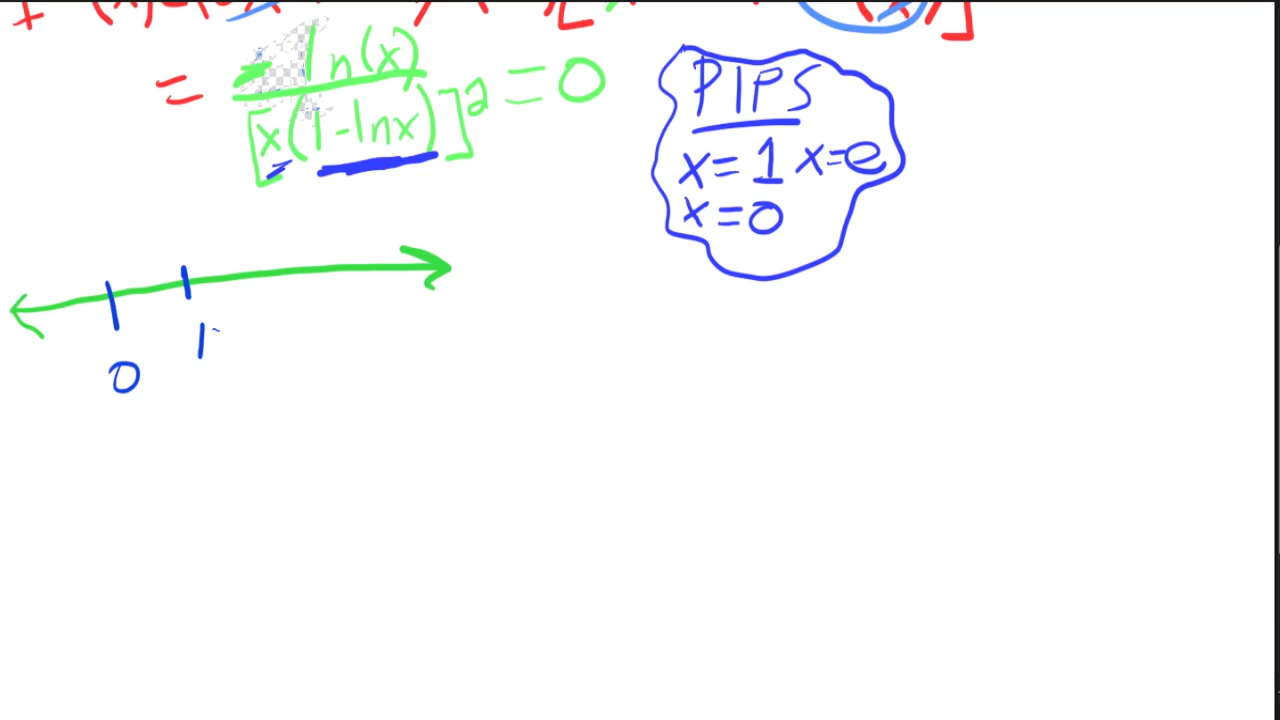 = -ln(x) / [x(1-lnx)]² = 0
PIPS
x=1 x=e
x=0
0 1